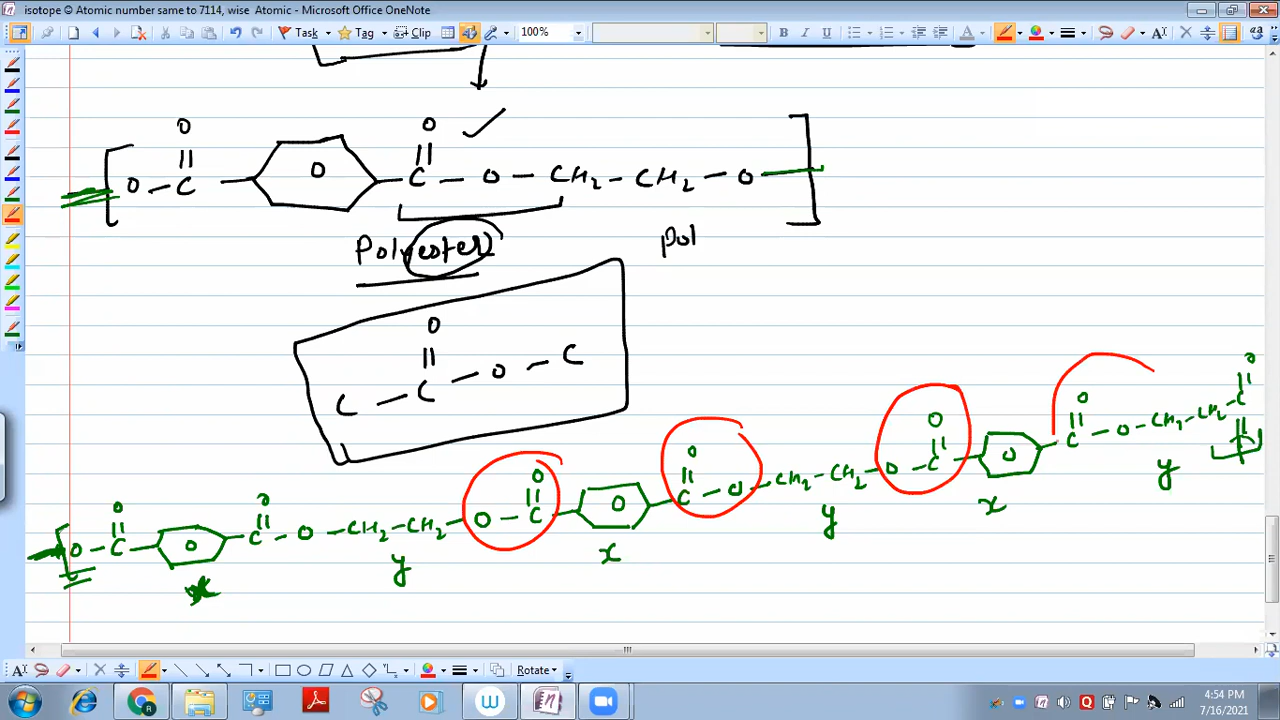 isotope © Atomic number same to 7114, wise Atomic - Microsoft Office OneNote
Task Tag Clip 100% B I U A
O O
|| ||
O - C - O - C - O - CH2 - CH2 - O
Polyester pol
O
||
C - C - O - C
O - C - O - C - O - CH2 - CH2 - O - C - O - C - O - CH2 - CH2 - O - C - O - C - O - CH2 - CH2 - C
x y x y x y
Rotate
4:54 PM
7/16/2021